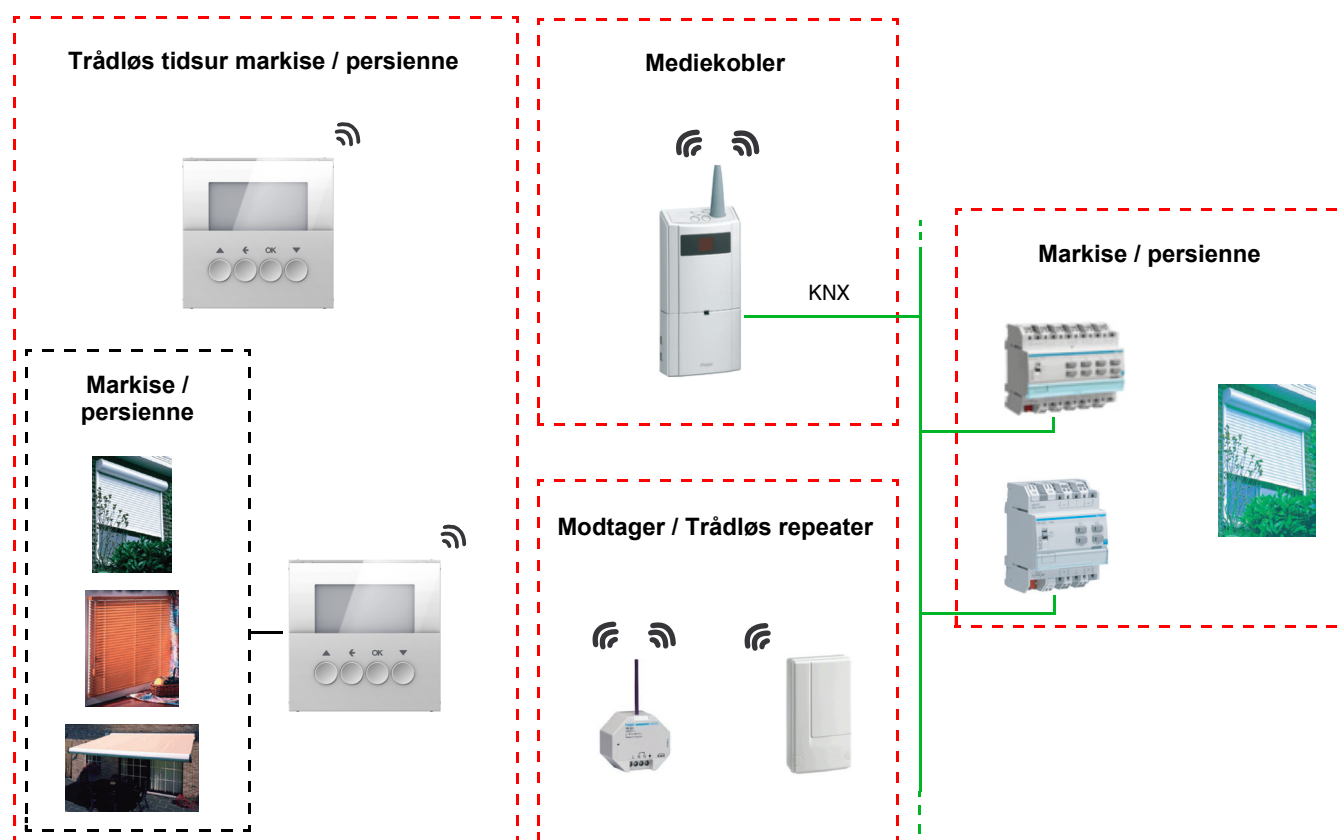 Trådløs tidsur markise / persienne
OK
Markise /
persienne
OK
Mediekobler
KNX
Modtager / Trådløs repeater
Markise / persienne